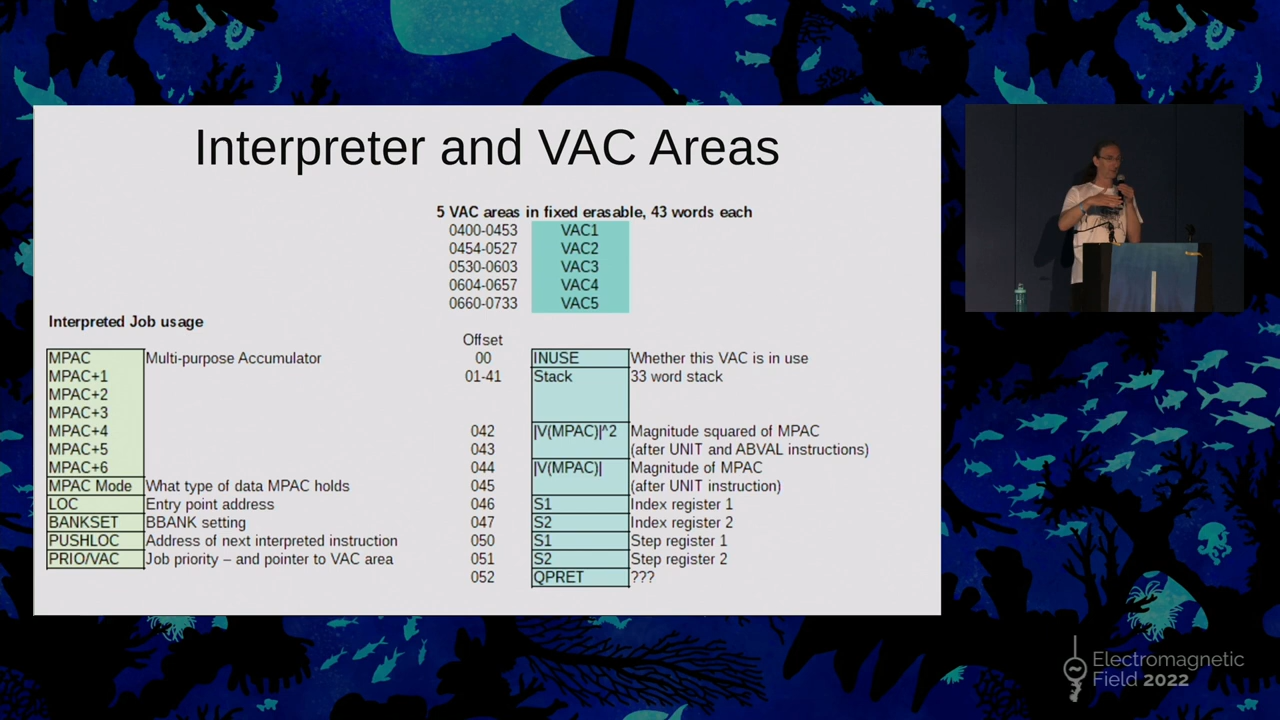 Interpreter and VAC Areas
5 VAC areas in fixed erasable, 43 words each
0400-0453 VAC1
0454-0527 VAC2
0530-0603 VAC3
0604-0657 VAC4
0660-0733 VAC5
Interpreted Job usage
MPAC Multi-purpose Accumulator
MPAC+1
MPAC+2
MPAC+3
MPAC+4
MPAC+5
MPAC+6
MPAC Mode What type of data MPAC holds
LOC Entry point address
BANKSET BBANK setting
PUSHLOC Address of next interpreted instruction
PRIO/VAC Job priority – and pointer to VAC area
Offset
00 INUSE Whether this VAC is in use
01-41 Stack 33 word stack
042 |V(MPAC)|^2 Magnitude squared of MPAC
043 (after UNIT and ABVAL instructions)
044 |V(MPAC)| Magnitude of MPAC
045 (after UNIT instruction)
046 S1 Index register 1
047 S2 Index register 2
050 S1 Step register 1
051 S2 Step register 2
052 QPRET ???
Electromagnetic
Field 2022